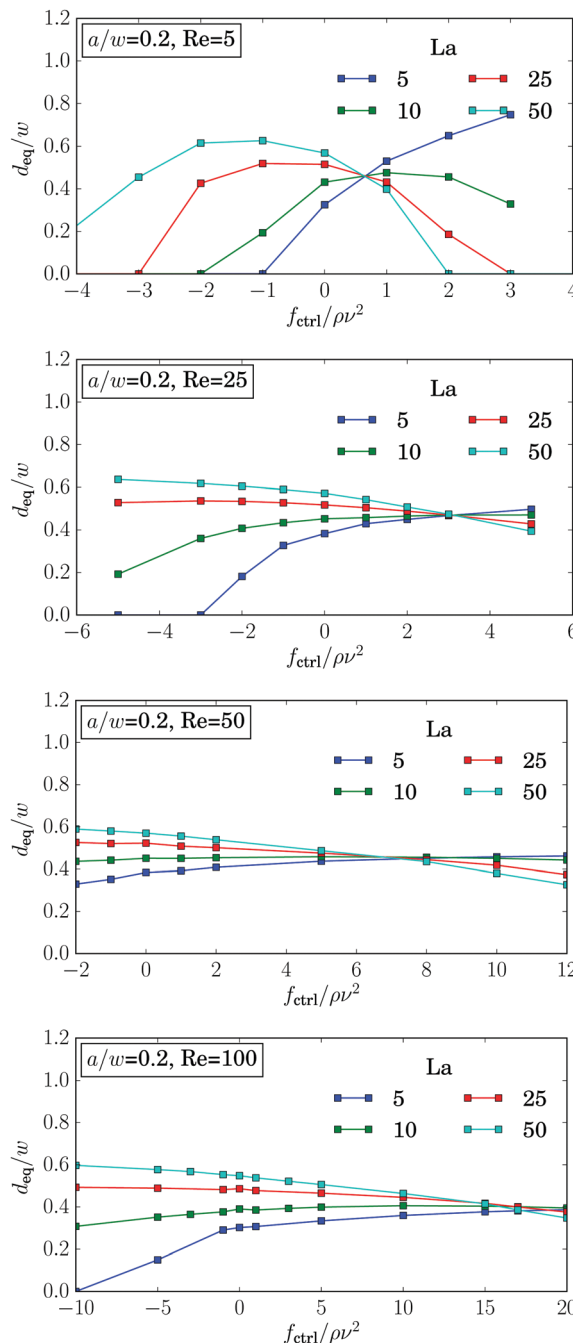 a/w=0.2, Re=5
La
5 25
10 50
1.2
1.0
0.8
0.6
0.4
0.2
0.0
d_eq/w
−4 −3 −2 −1 0 1 2 3 4
f_ctrl/ρν²
a/w=0.2, Re=25
La
5 25
10 50
1.2
1.0
0.8
0.6
0.4
0.2
0.0
d_eq/w
−6 −4 −2 0 2 4 6
f_ctrl/ρν²
a/w=0.2, Re=50
La
5 25
10 50
1.2
1.0
0.8
0.6
0.4
0.2
0.0
d_eq/w
−2 0 2 4 6 8 10 12
f_ctrl/ρν²
a/w=0.2, Re=100
La
5 25
10 50
1.2
1.0
0.8
0.6
0.4
0.2
0.0
d_eq/w
−10 −5 0 5 10 15 20
f_ctrl/ρν²